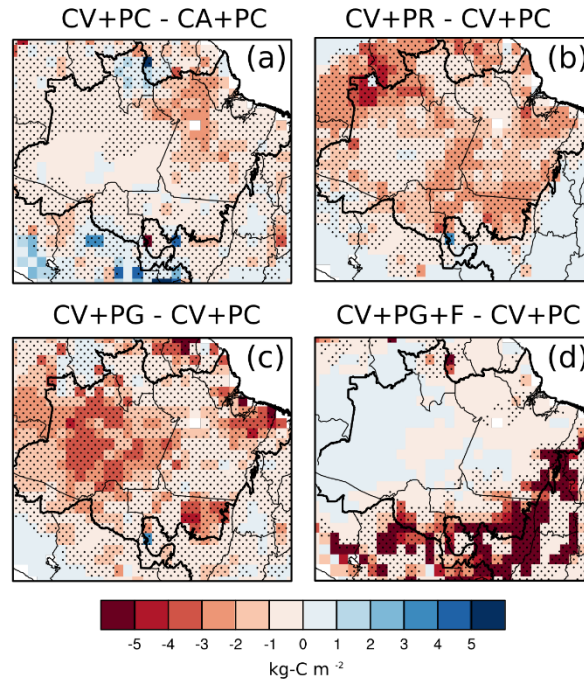 CV+PC - CA+PC
CV+PR - CV+PC
(a)
(b)
CV+PG - CV+PC
CV+PG+F - CV+PC
(c)
(d)
-5 -4 -3 -2 -1 0 1 2 3 4 5
kg-C m ⁻²